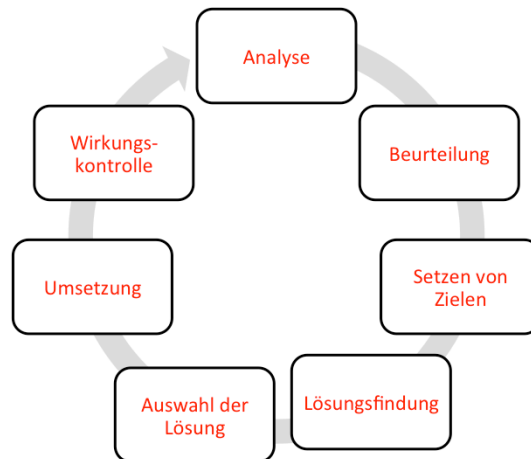 Analyse
Beurteilung
Setzen von
Zielen
Lösungsfindung
Auswahl der
Lösung
Umsetzung
Wirkungs-
kontrolle